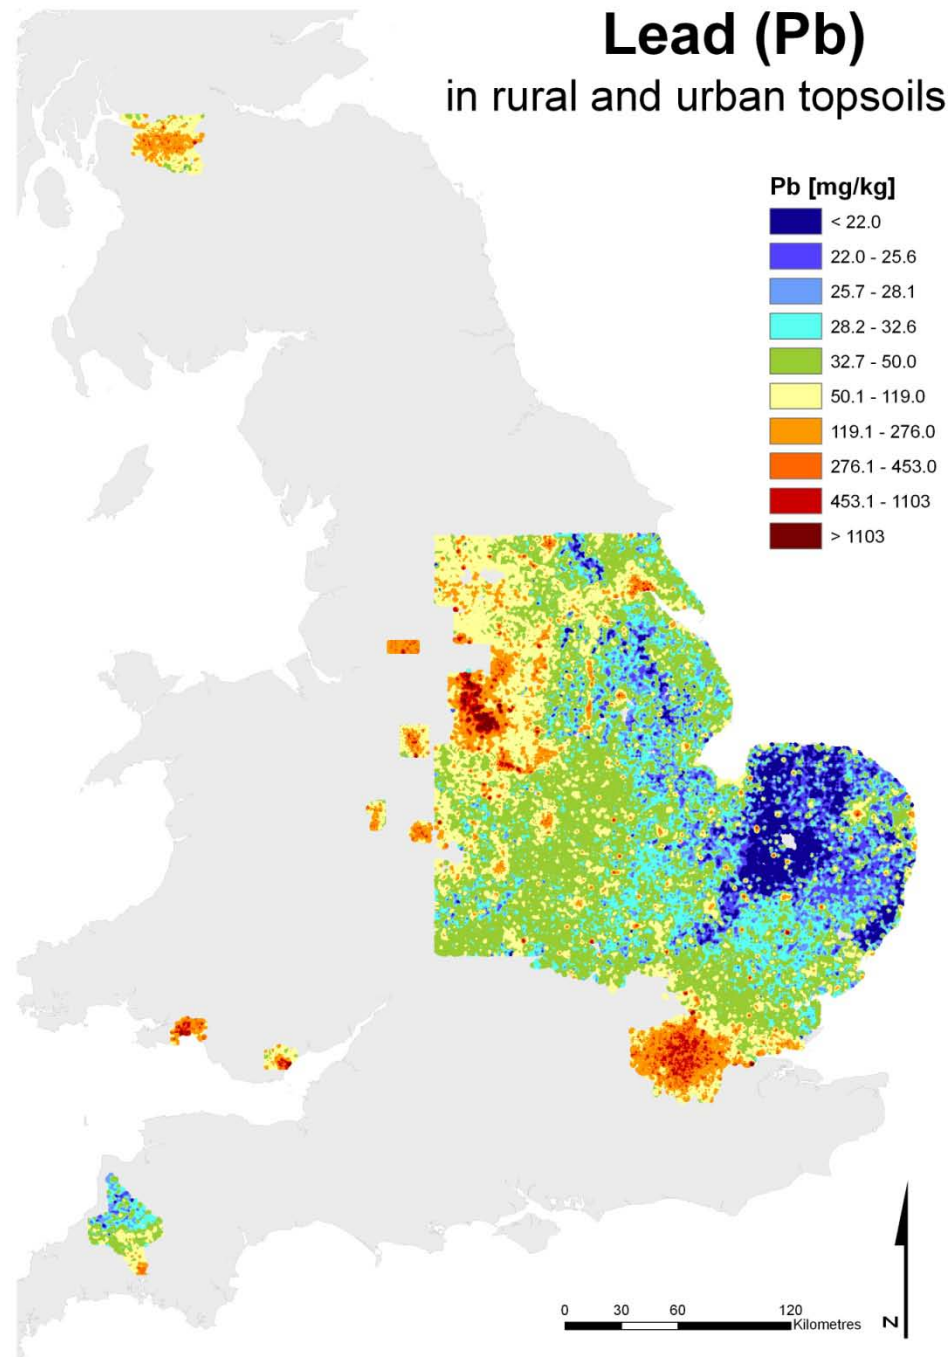 Lead (Pb)
in rural and urban topsoils
Pb [mg/kg]
< 22.0
22.0 - 25.6
25.7 - 28.1
28.2 - 32.6
32.7 - 50.0
50.1 - 119.0
119.1 - 276.0
276.1 - 453.0
453.1 - 1103
> 1103
0 30 60 120
Kilometres
N